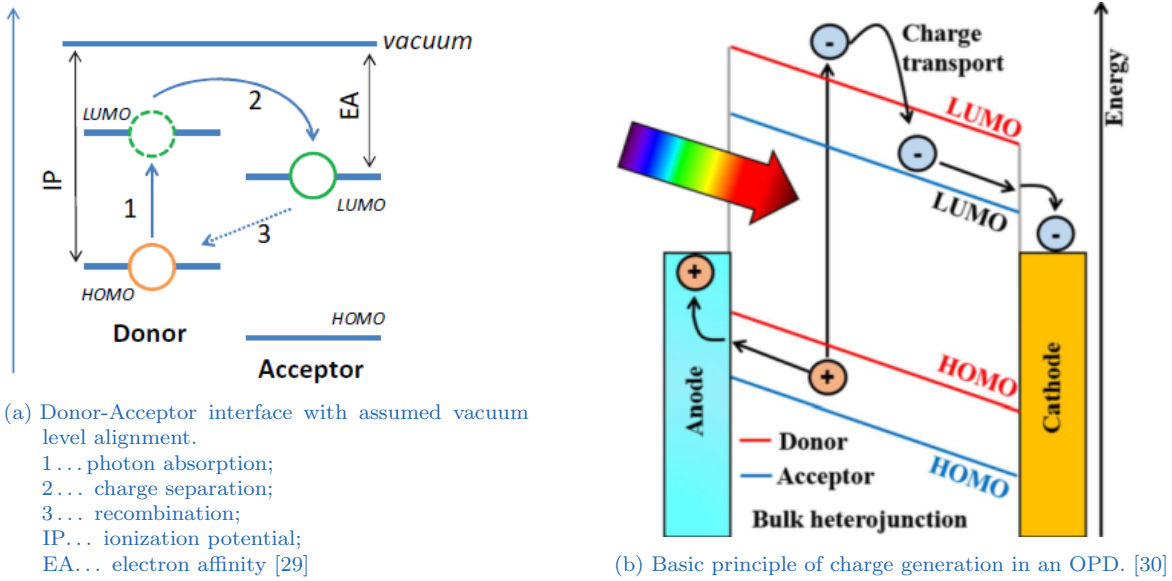 vacuum
LUMO
2
EA
IP
1
LUMO
3
HOMO
Donor
HOMO
Acceptor
(a) Donor-Acceptor interface with assumed vacuum
level alignment.
1... photon absorption;
2... charge separation;
3... recombination;
IP... ionization potential;
EA... electron affinity [29]
-
Charge
transport
Energy
LUMO
-
LUMO
-
+
Anode
+
HOMO
Cathode
Donor
Acceptor
HOMO
Bulk heterojunction
(b) Basic principle of charge generation in an OPD. [30]